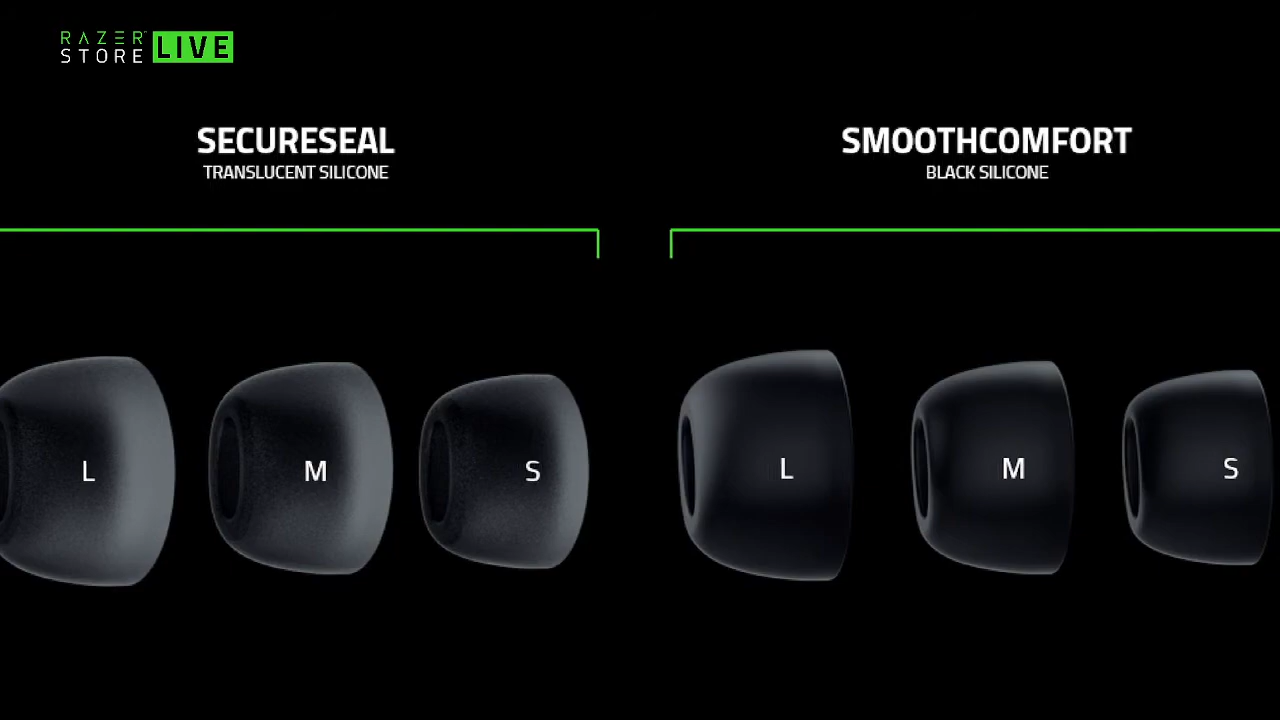 RAZER
STORE LIVE
SECURESEAL
TRANSLUCENT SILICONE
SMOOTHCOMFORT
BLACK SILICONE
L M S L M S